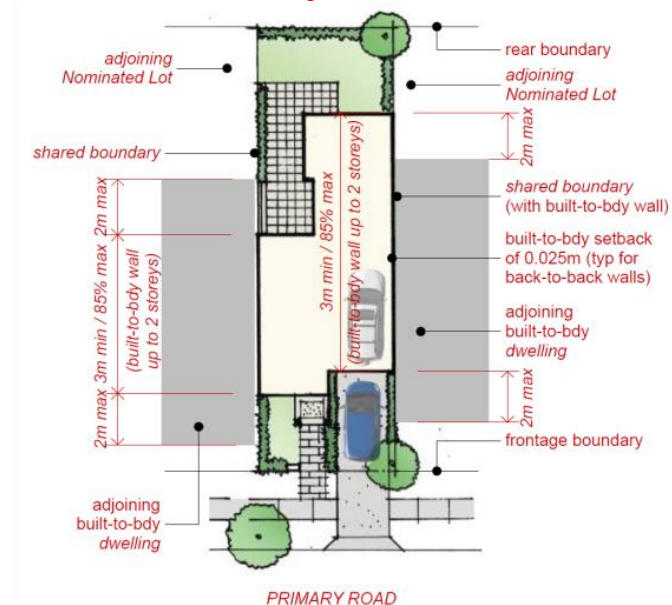 rear boundary
adjoining
Nominated Lot
adjoining
Nominated Lot
2m max
shared boundary
shared boundary
(with built-to-bdy wall)
2m max
3m min / 85% max
(built-to-bdy wall up to 2 storeys)
built-to-bdy setback
of 0.025m (typ for
back-to-back walls)
3m min / 85% max
(built-to-bdy wall
up to 2 storeys)
adjoining
built-to-bdy
dwelling
2m max
2m max
frontage boundary
adjoining
built-to-bdy
dwelling
PRIMARY ROAD